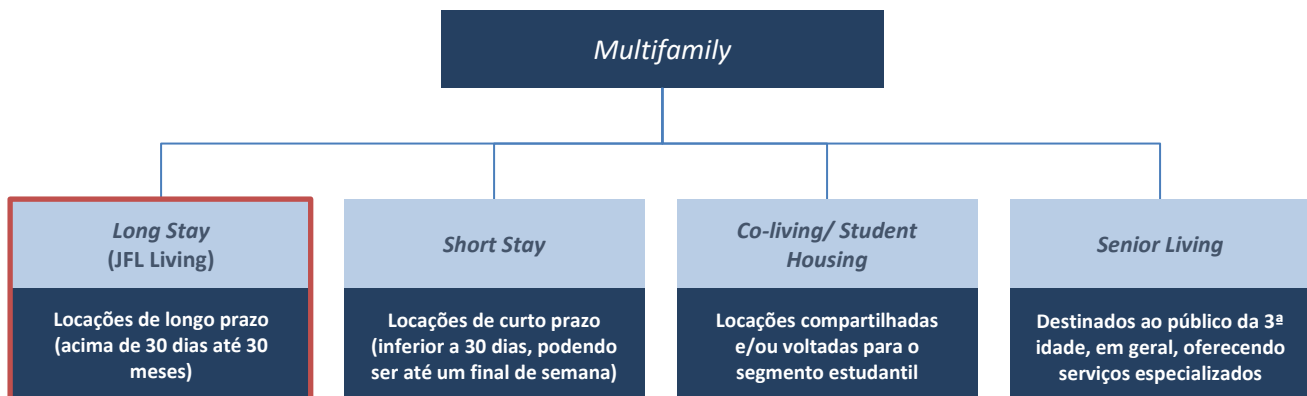 Multifamily
Long Stay
(JFL Living)
Locações de longo prazo
(acima de 30 dias até 30
meses)
Short Stay
Locações de curto prazo
(inferior a 30 dias, podendo
ser até um final de semana)
Co-living/ Student
Housing
Locações compartilhadas
e/ou voltadas para o
segmento estudantil
Senior Living
Destinados ao público da 3ª
idade, em geral, oferecendo
serviços especializados